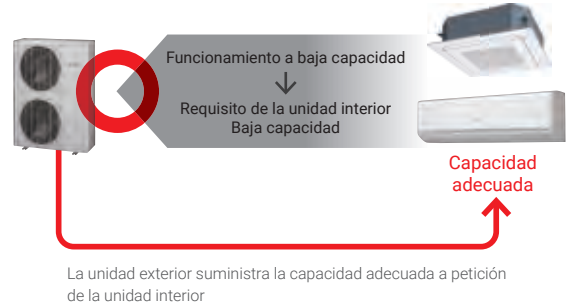 Funcionamiento a baja capacidad
Requisito de la unidad interior
Baja capacidad
Capacidad
adecuada
La unidad exterior suministra la capacidad adecuada a petición
de la unidad interior